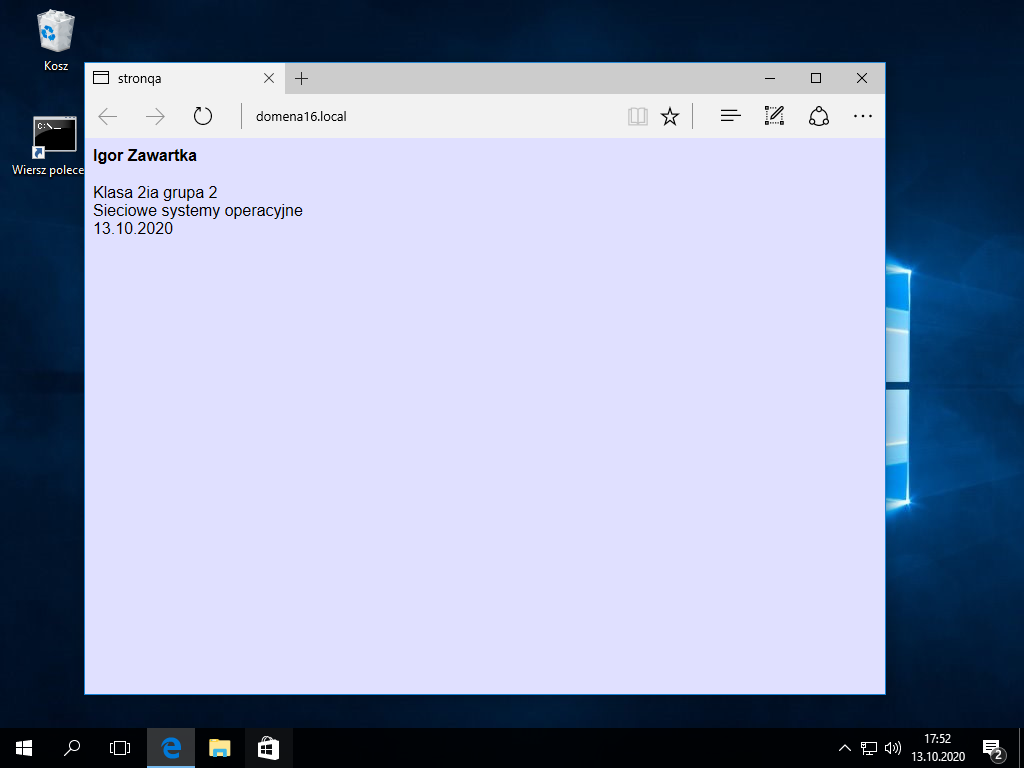 Kosz
C:\_
Wiersz polece
stronqa
domena16.local
Igor Zawartka
Klasa 2ia grupa 2
Sieciowe systemy operacyjne
13.10.2020
17:52
13.10.2020
2